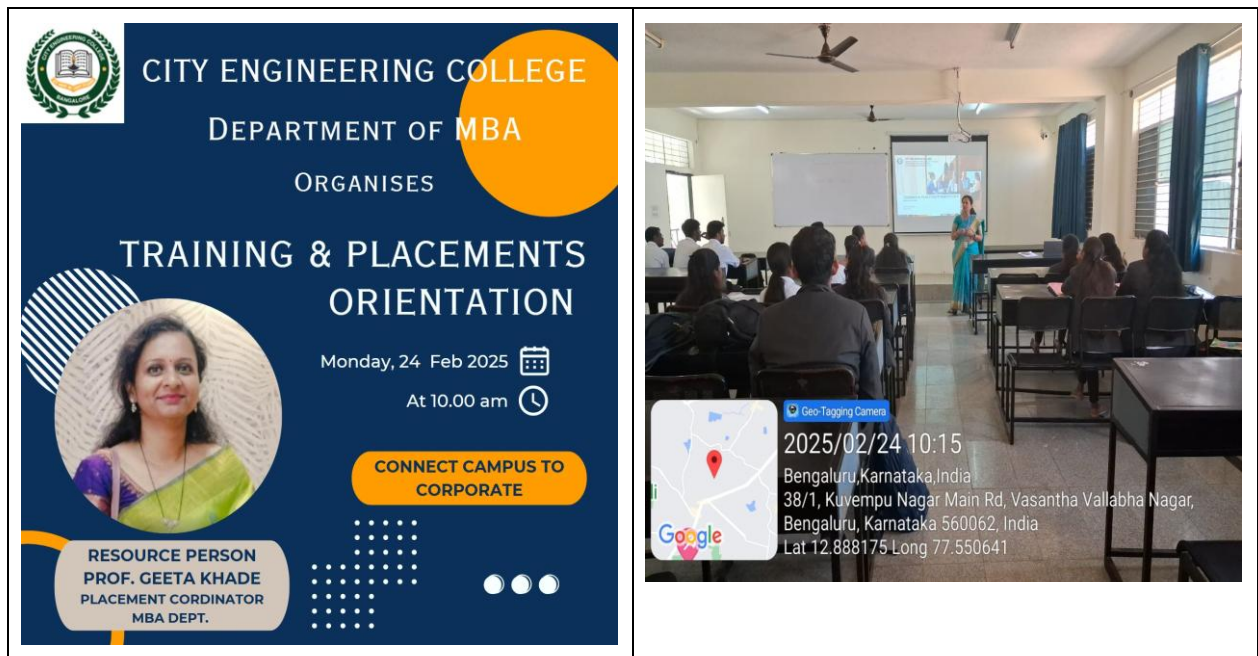 CITY ENGINEERING COLLEGE
BANGALORE
CITY ENGINEERING COLLEGE
DEPARTMENT OF MBA
ORGANISES
TRAINING & PLACEMENTS
ORIENTATION
Monday, 24 Feb 2025
At 10.00 am
CONNECT CAMPUS TO
CORPORATE
RESOURCE PERSON
PROF. GEETA KHADE
PLACEMENT CORDINATOR
MBA DEPT.
Geo-Tagging Camera
2025/02/24 10:15
Bengaluru,Karnataka,India
38/1, Kuvempu Nagar Main Rd, Vasantha Vallabha Nagar,
Bengaluru, Karnataka 560062, India
Lat 12.888175 Long 77.550641
Google